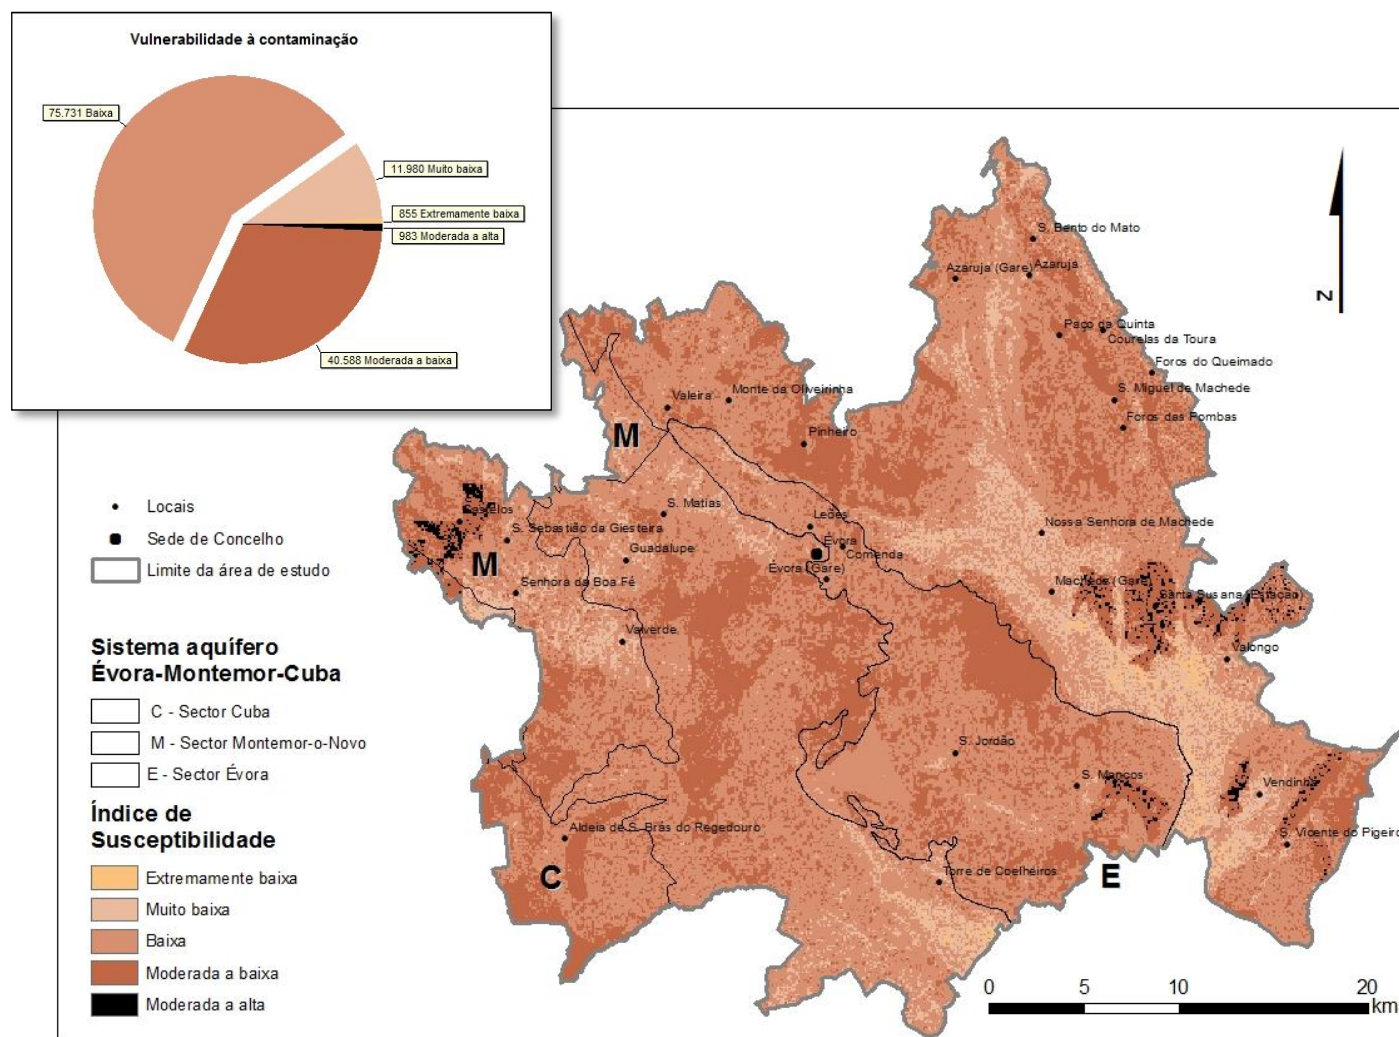 Vulnerabilidade à contaminação
75.731 Baixa
11.980 Muito baixa
855 Extremamente baixa
983 Moderada a alta
40.588 Moderada a baixa
N
S. Bento do Mato
Azaruja (Gare)
Azaruja
Paço da Quinta
Courelas da Toura
Foros do Queimado
S. Miguel de Machede
Foros das Pombas
Valeira
Monte da Oliveirinha
Pinheiro
M
S. Matias
Leões
Nossa Senhora de Machede
Castelos
S. Sebastião da Giesteira
Évora
Comenda
Guadalupe
Évora (Gare)
M
Senhora da Boa Fé
Machede (Gare)
Santa Susana (Estação)
Valverde
Valongo
S. Jordão
S. Manços
Vendinha
Aldeia de S. Brás do Regedouro
S. Vicente do Pigeiro
C
Torre de Coelheiros
E
Locais
Sede de Concelho
Limite da área de estudo
Sistema aquífero
Évora-Montemor-Cuba
C - Sector Cuba
M - Sector Montemor-o-Novo
E - Sector Évora
Índice de
Susceptibilidade
Extremamente baixa
Muito baixa
Baixa
Moderada a baixa
Moderada a alta
0 5 10 20
km